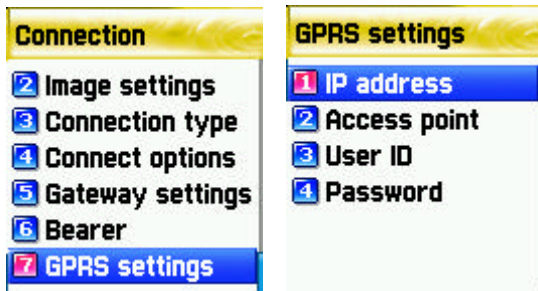 Connection
2 Image settings
3 Connection type
4 Connect options
5 Gateway settings
6 Bearer
7 GPRS settings
GPRS settings
1 IP address
2 Access point
3 User ID
4 Password